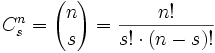 C_s^n = \binom{n}{s} = \frac{n!}{s! \cdot (n - s)!}